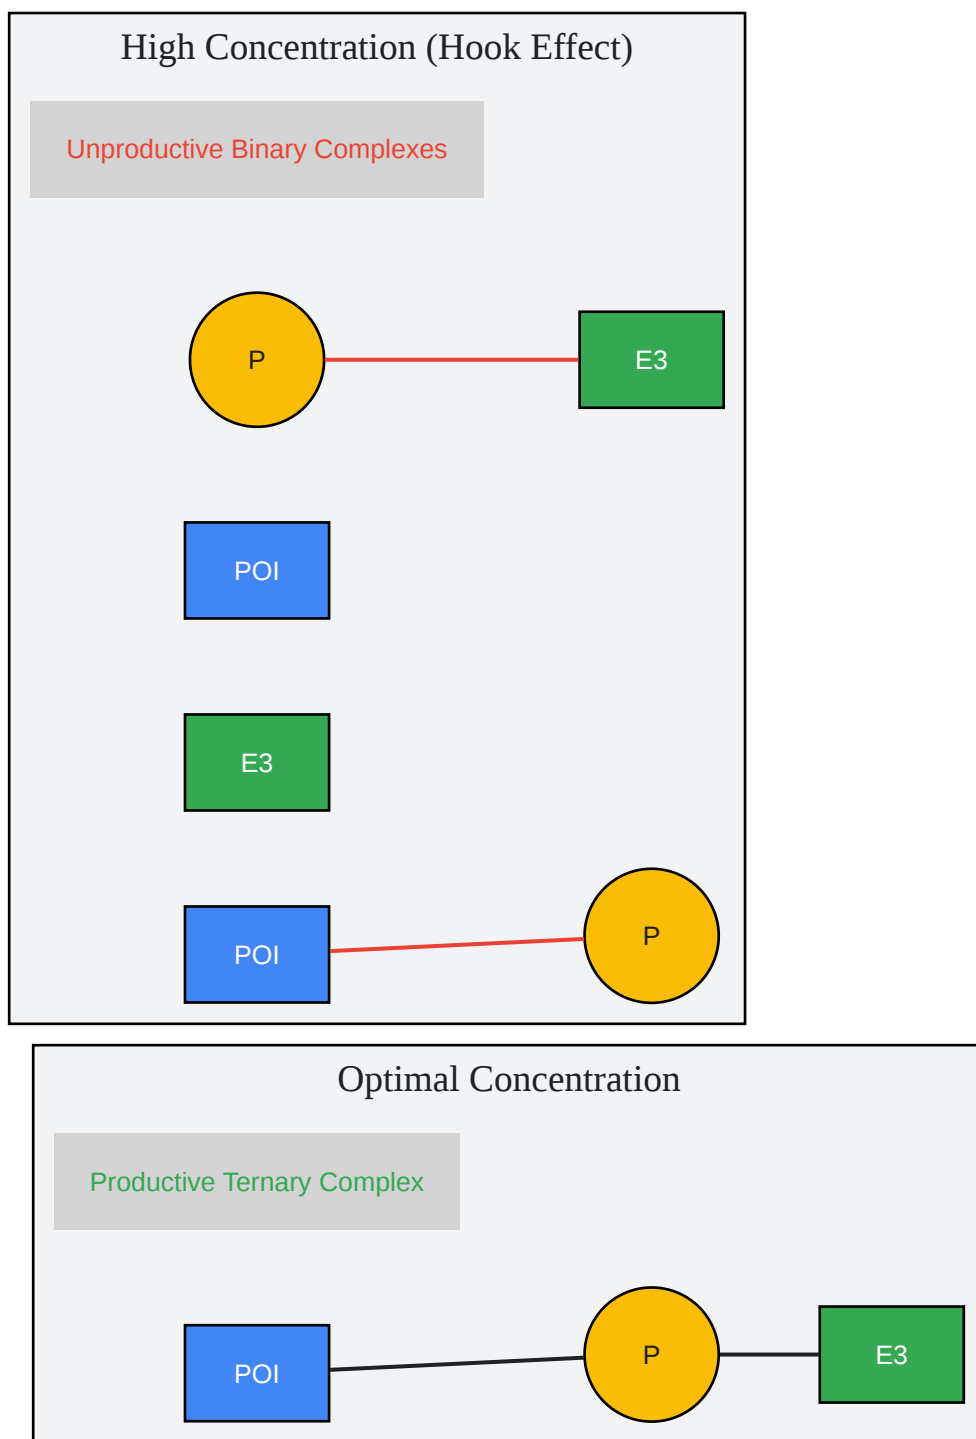 High Concentration (Hook Effect)
Unproductive Binary Complexes
P
E3
POI
E3
POI
P
Optimal Concentration
Productive Ternary Complex
POI
P
E3